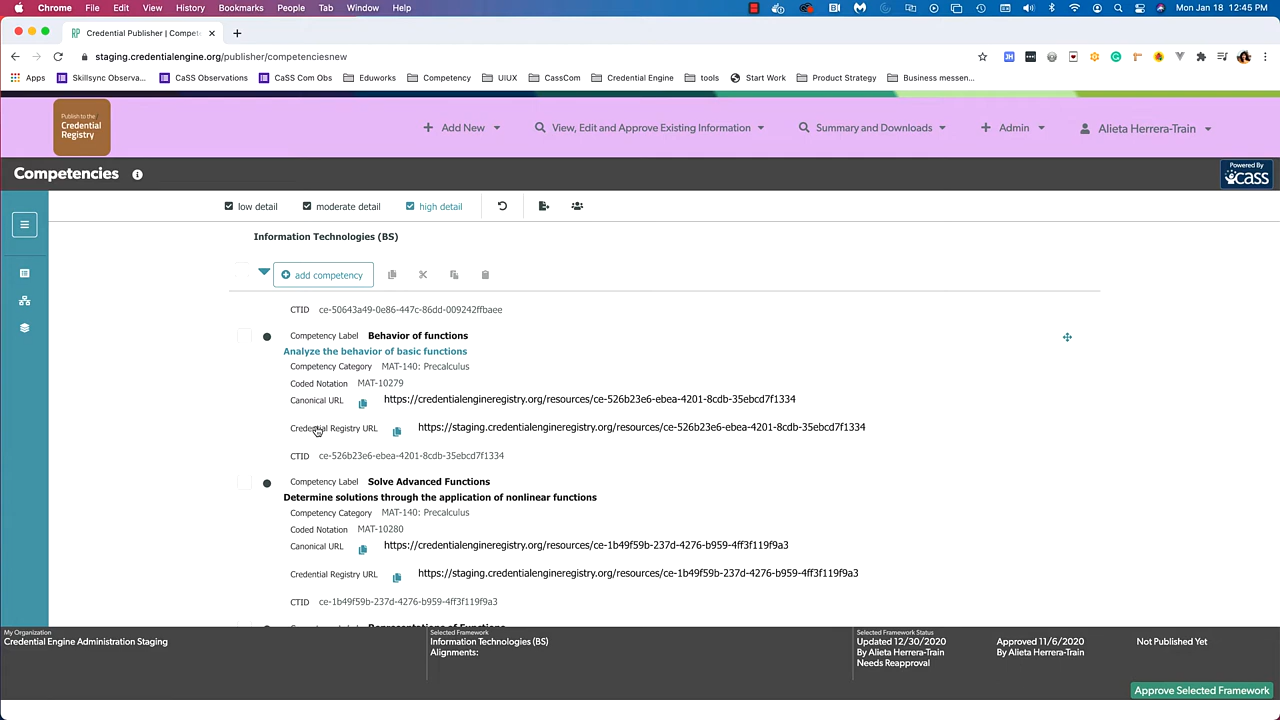 Chrome File Edit View History Bookmarks People Tab Window Help Mon Jan 18 12:45 PM
Credential Publisher | Compet
staging.credentialengine.org/publisher/competenciesnew
Apps Skillsync Observa... CaSS Observations CaSS Com Obs Eduworks Competency UIUX CassCom Credential Engine tools Start Work Product Strategy Business messen...
Publish to the
Credential
Registry
Add New View, Edit and Approve Existing Information Summary and Downloads Admin Alieta Herrera-Train
Competencies
Powered By
cass
low detail moderate detail high detail
Information Technologies (BS)
add competency
CTID ce-50643a49-0e86-447c-86dd-009242ffbaee
Competency Label Behavior of functions
Analyze the behavior of basic functions
Competency Category MAT-140: Precalculus
Coded Notation MAT-10279
Canonical URL https://credentialengineregistry.org/resources/ce-526b23e6-ebea-4201-8cdb-35ebcd7f1334
Credential Registry URL https://staging.credentialengineregistry.org/resources/ce-526b23e6-ebea-4201-8cdb-35ebcd7f1334
CTID ce-526b23e6-ebea-4201-8cdb-35ebcd7f1334
Competency Label Solve Advanced Functions
Determine solutions through the application of nonlinear functions
Competency Category MAT-140: Precalculus
Coded Notation MAT-10280
Canonical URL https://credentialengineregistry.org/resources/ce-1b49f59b-237d-4276-b959-4ff3f119f9a3
Credential Registry URL https://staging.credentialengineregistry.org/resources/ce-1b49f59b-237d-4276-b959-4ff3f119f9a3
CTID ce-1b49f59b-237d-4276-b959-4ff3f119f9a3
My Organization
Credential Engine Administration Staging
Selected Framework
Information Technologies (BS)
Alignments:
Selected Framework Status
Updated 12/30/2020
By Alieta Herrera-Train
Needs Reapproval
Approved 11/6/2020
By Alieta Herrera-Train
Not Published Yet
Approve Selected Framework